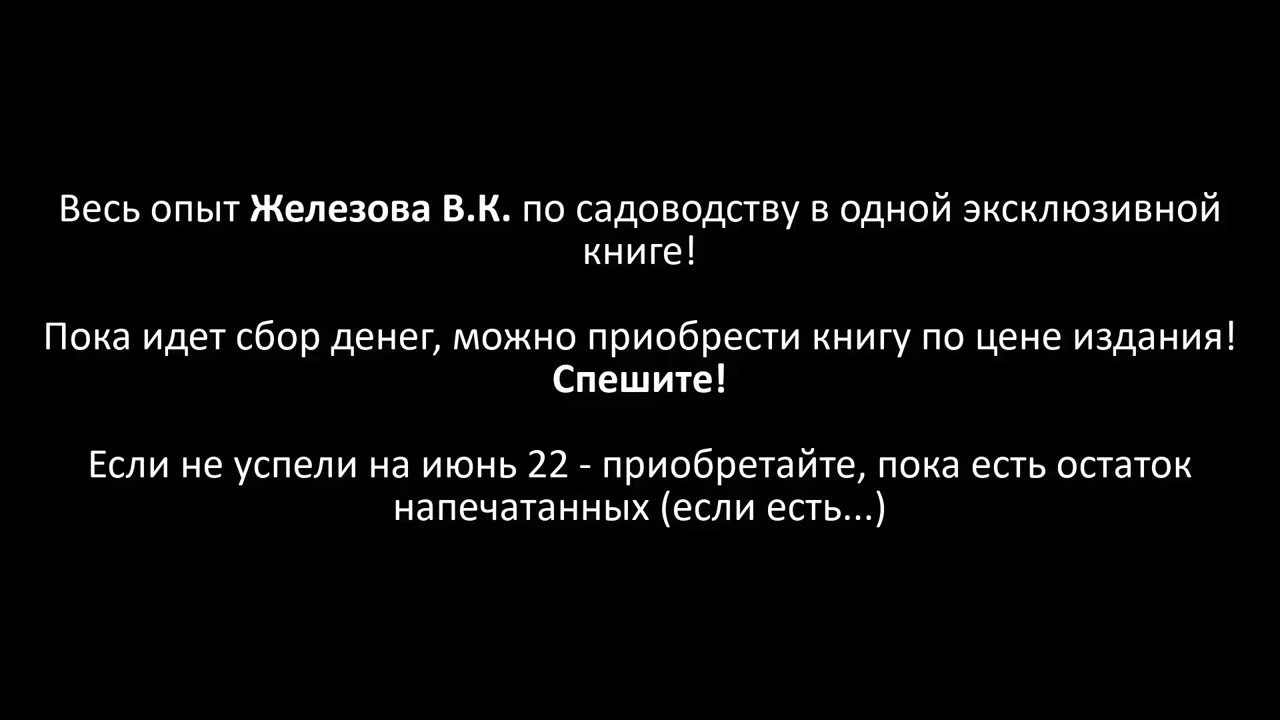 Весь опыт Железова В.К. по садоводству в одной эксклюзивной
книге!
Пока идет сбор денег, можно приобрести книгу по цене издания!
Спешите!
Если не успели на июнь 22 - приобретайте, пока есть остаток
напечатанных (если есть...)